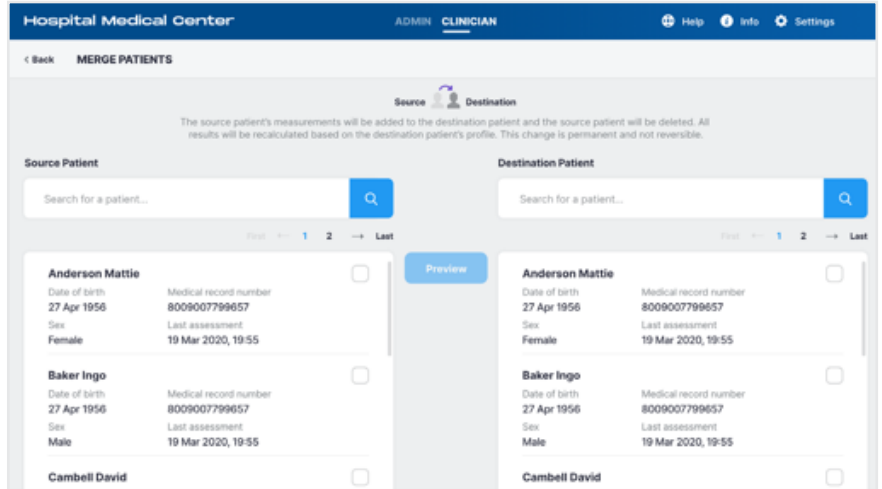 Hospital Medical Center ADMIN CLINICIAN Help Info Settings
< Back MERGE PATIENTS
Source Destination
The source patient's measurements will be added to the destination patient and the source patient will be deleted. All
results will be recalculated based on the destination patient's profile. This change is permanent and not reversible.
Source Patient
Search for a patient...
First ← 1 2 → Last
Anderson Mattie
Date of birth Medical record number
27 Apr 1956 8009007799657
Sex Last assessment
Female 19 Mar 2020, 19:55
Baker Ingo
Date of birth Medical record number
27 Apr 1956 8009007799657
Sex Last assessment
Male 19 Mar 2020, 19:55
Cambell David
Preview
Destination Patient
Search for a patient...
First ← 1 2 → Last
Anderson Mattie
Date of birth Medical record number
27 Apr 1956 8009007799657
Sex Last assessment
Female 19 Mar 2020, 19:55
Baker Ingo
Date of birth Medical record number
27 Apr 1956 8009007799657
Sex Last assessment
Male 19 Mar 2020, 19:55
Cambell David